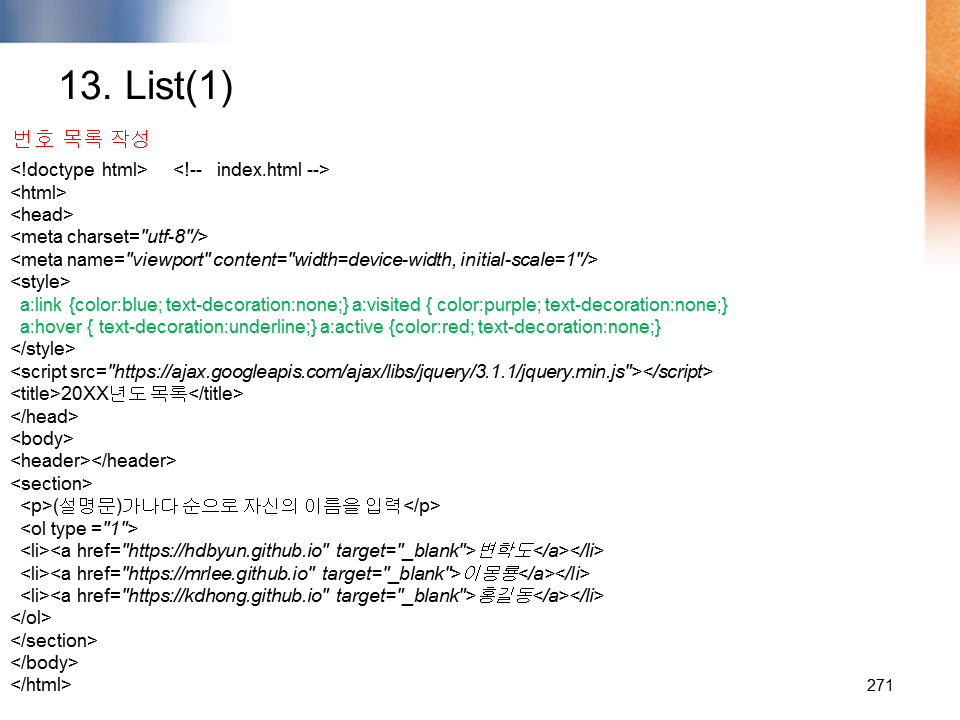 13. List(1)
번호 목록 작성
<!doctype html>     <!--   index.html -->
<html>
<head>
<meta charset="utf-8"/>
<meta name="viewport" content="width=device-width, initial-scale=1"/>
<style>
a:link {color:blue; text-decoration:none;} a:visited { color:purple; text-decoration:none;}
a:hover { text-decoration:underline;} a:active {color:red; text-decoration:none;}
</style>
<script src="https://ajax.googleapis.com/ajax/libs/jquery/3.1.1/jquery.min.js"></script>
<title>20XX년도 목록</title>
</head>
<body>
<header></header>
<section>
<p>(설명문)가나다 순으로 자신의 이름을 입력</p>
<ol type ="1">
<li><a href="https://hdbyun.github.io" target="_blank">변학도</a></li>
<li><a href="https://mrlee.github.io" target="_blank">이몽룡</a></li>
<li><a href="https://kdhong.github.io" target="_blank">홍길동</a></li>
</ol>
</section>
</body>
</html>
271